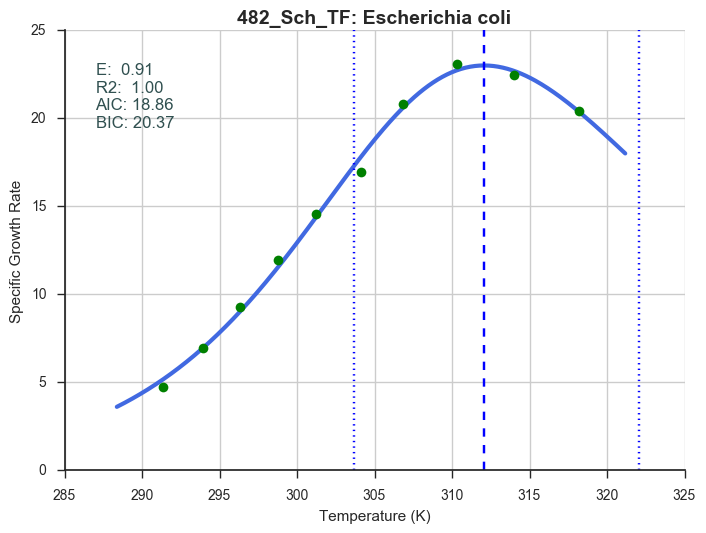 482_Sch_TF: Escherichia coli
E:  0.91
R2:  1.00
AIC: 18.86
BIC: 20.37
Specific Growth Rate
25
20
15
10
5
0
285 290 295 300 305 310 315 320 325
Temperature (K)